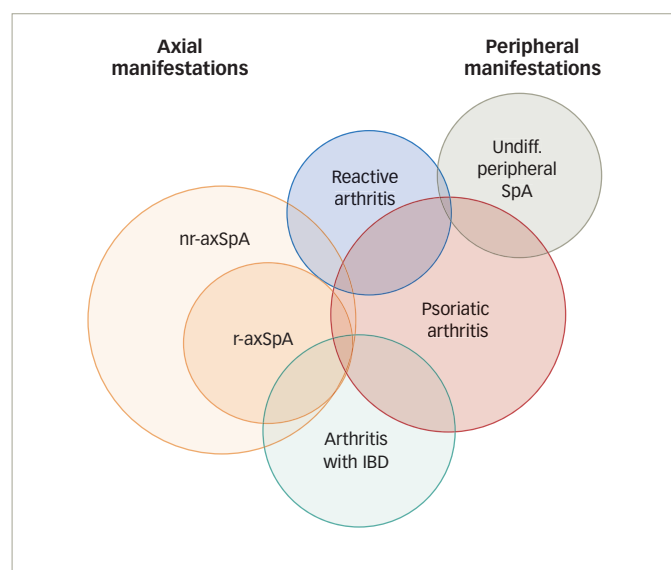 Axial
manifestations
Peripheral
manifestations
Undiff.
peripheral
SpA
Reactive
arthritis
nr-axSpA
r-axSpA
Psoriatic
arthritis
Arthritis
with IBD